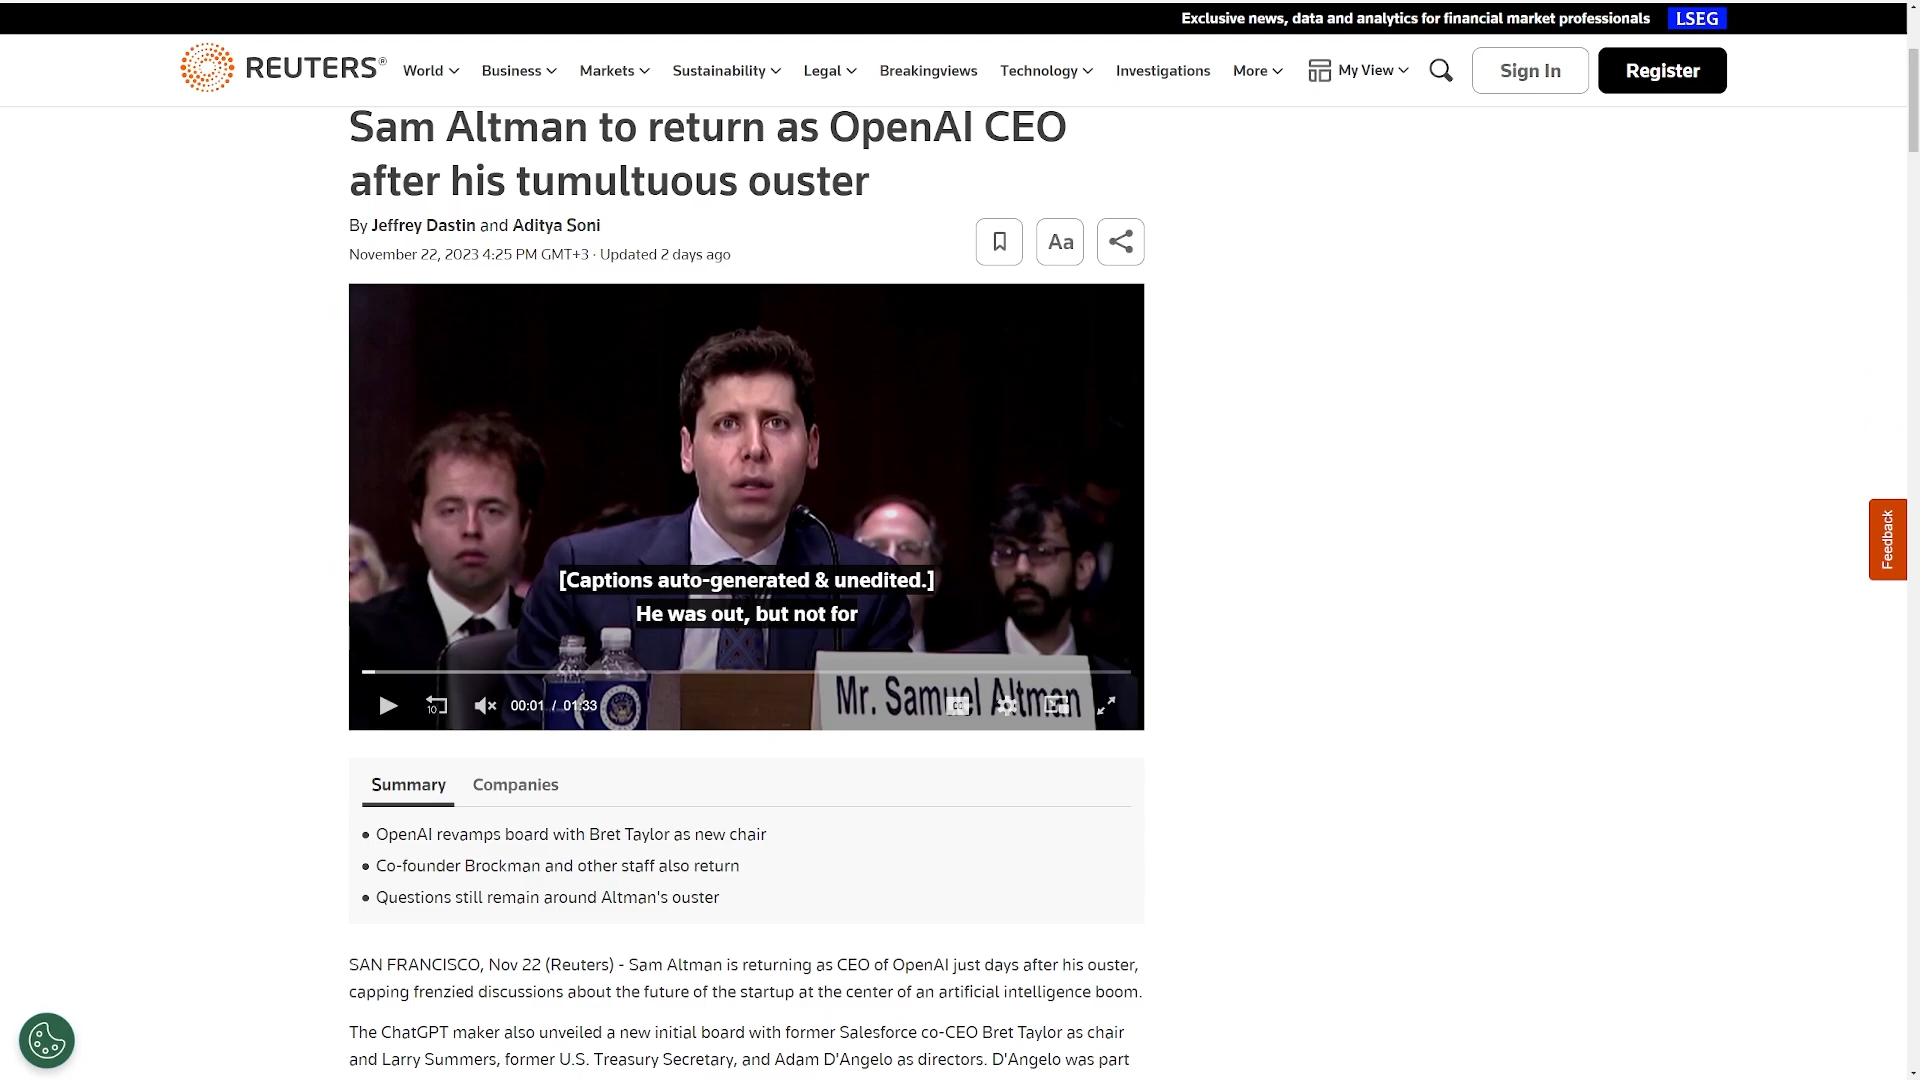 Exclusive news, data and analytics for financial market professionals LSEG
REUTERS® World Business Markets Sustainability Legal Breakingviews Technology Investigations More My View Sign In Register
Sam Altman to return as OpenAI CEO
after his tumultuous ouster
By Jeffrey Dastin and Aditya Soni
November 22, 2023 4:25 PM GMT+3 · Updated 2 days ago
Aa
[Captions auto-generated & unedited.]
He was out, but not for
Mr. Samuel Altman
10 00:01 / 01:33 CC
Feedback
Summary Companies
• OpenAI revamps board with Bret Taylor as new chair
• Co-founder Brockman and other staff also return
• Questions still remain around Altman's ouster
SAN FRANCISCO, Nov 22 (Reuters) - Sam Altman is returning as CEO of OpenAI just days after his ouster,
capping frenzied discussions about the future of the startup at the center of an artificial intelligence boom.
The ChatGPT maker also unveiled a new initial board with former Salesforce co-CEO Bret Taylor as chair
and Larry Summers, former U.S. Treasury Secretary, and Adam D'Angelo as directors. D'Angelo was part